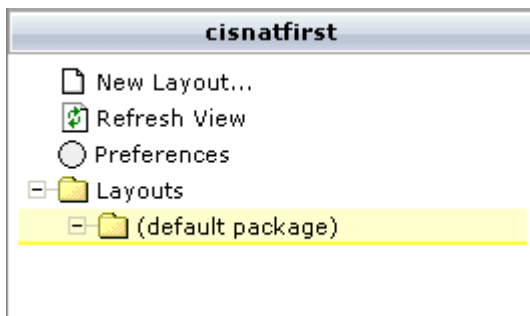 cisnatfirst
New Layout...
Refresh View
Preferences
Layouts
(default package)